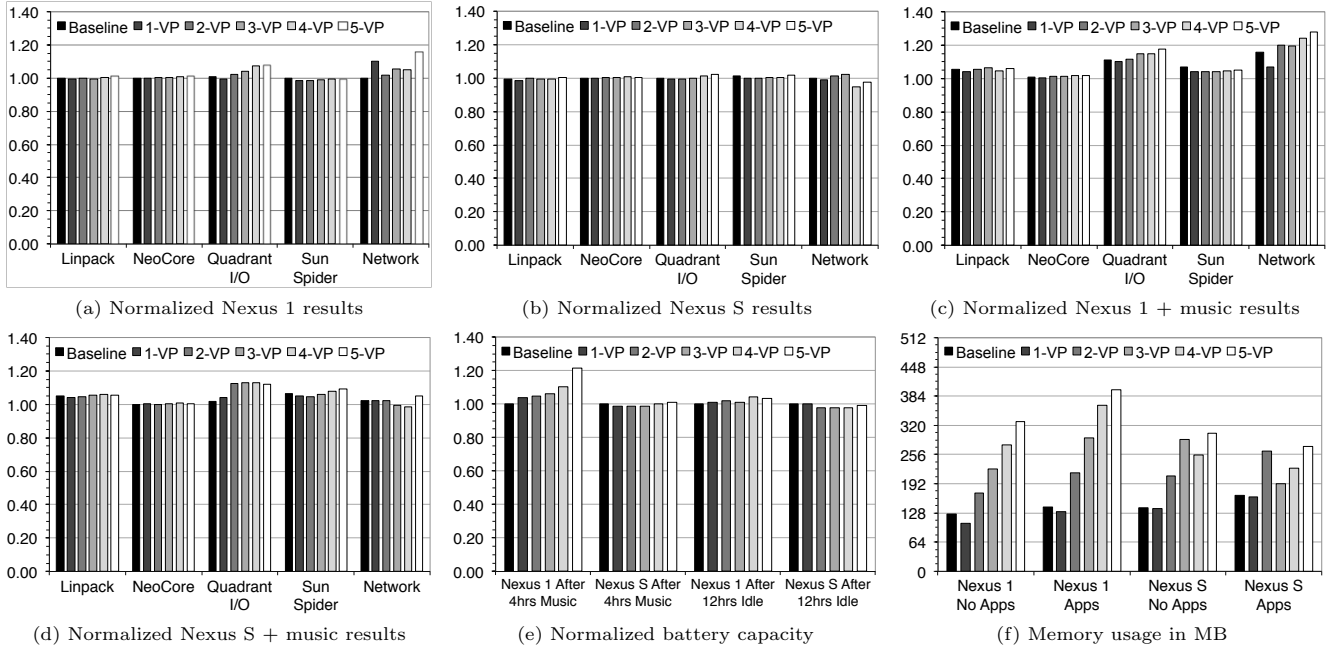 Baseline 1-VP 2-VP 3-VP 4-VP 5-VP
1.40
1.20
1.00
0.80
0.60
0.40
0.20
0.00
Linpack NeoCore Quadrant I/O Sun Spider Network
(a) Normalized Nexus 1 results
Baseline 1-VP 2-VP 3-VP 4-VP 5-VP
1.40
1.20
1.00
0.80
0.60
0.40
0.20
0.00
Linpack NeoCore Quadrant I/O Sun Spider Network
(b) Normalized Nexus S results
Baseline 1-VP 2-VP 3-VP 4-VP 5-VP
1.40
1.20
1.00
0.80
0.60
0.40
0.20
0.00
Linpack NeoCore Quadrant I/O Sun Spider Network
(c) Normalized Nexus 1 + music results
Baseline 1-VP 2-VP 3-VP 4-VP 5-VP
1.40
1.20
1.00
0.80
0.60
0.40
0.20
0.00
Linpack NeoCore Quadrant I/O Sun Spider Network
(d) Normalized Nexus S + music results
Baseline 1-VP 2-VP 3-VP 4-VP 5-VP
1.40
1.20
1.00
0.80
0.60
0.40
0.20
0.00
Nexus 1 After Nexus S After Nexus 1 After Nexus S After
4hrs Music 4hrs Music 12hrs Idle 12hrs Idle
(e) Normalized battery capacity
Baseline 1-VP 2-VP 3-VP 4-VP 5-VP
512
448
384
320
256
192
128
64
0
Nexus 1 Nexus 1 Nexus S Nexus S
No Apps Apps No Apps Apps
(f) Memory usage in MB